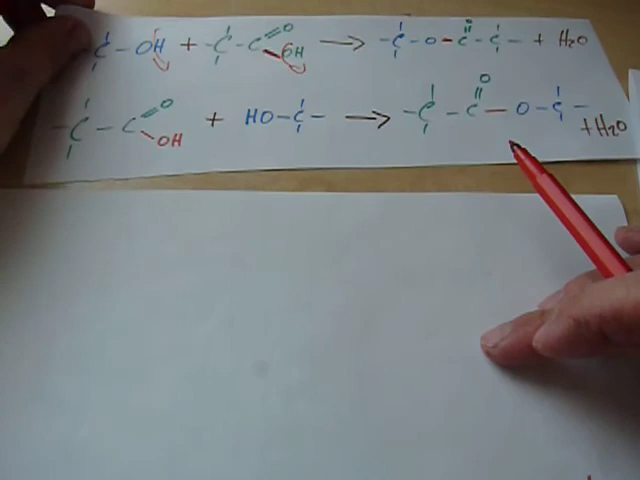 C - OH + - C - C = O OH → - C - O - C = O - C - + H₂O
- C - C = O OH + HO - C - → - C - C = O - O - C - + H₂O